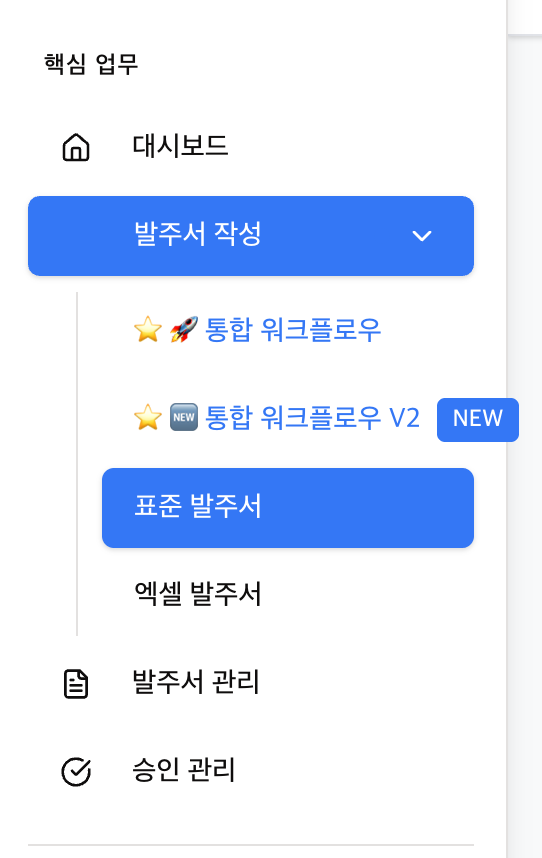 핵심 업무
대시보드
발주서 작성
⭐🚀 통합 워크플로우
⭐🆕 통합 워크플로우 V2 NEW
표준 발주서
엑셀 발주서
발주서 관리
승인 관리